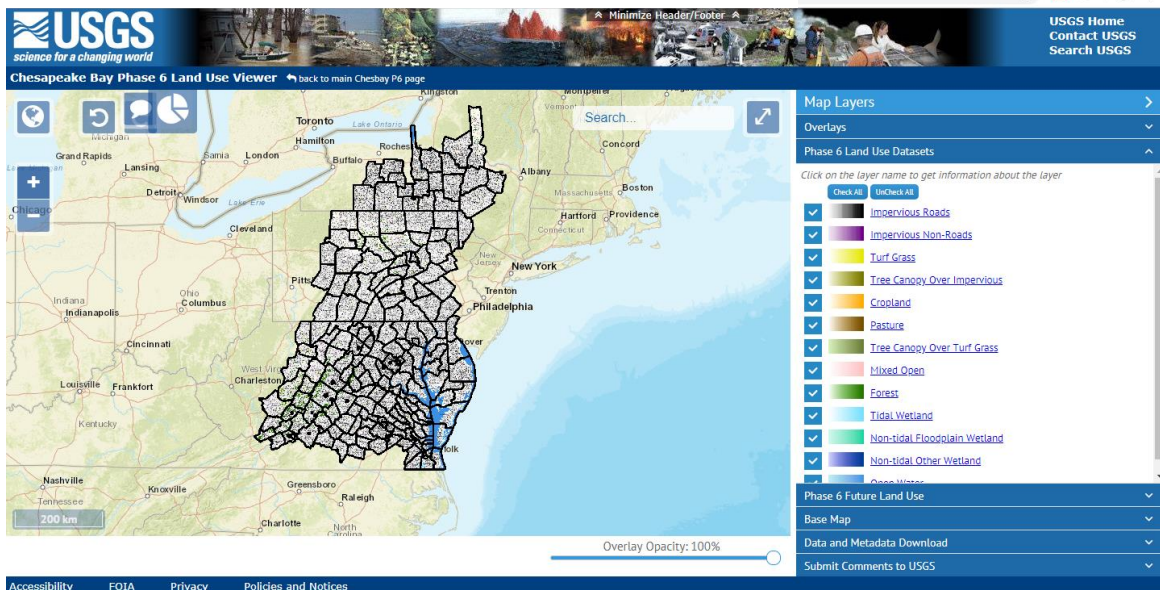 USGS
science for a changing world
Minimize Header/Footer
USGS Home
Contact USGS
Search USGS
Chesapeake Bay Phase 6 Land Use Viewer
back to main Chesbay P6 page
Search...
Kingston
Montpelier
Vermont
Toronto
Lake Ontario
Michigan
Hamilton
Concord
Grand Rapids
Lansing
Sarnia
London
Buffalo
Albany
Detroit
Windsor
Lake Erie
Massachusetts
Boston
Chicago
Hartford
Providence
Cleveland
Connecticut
New Jersey
New York
Pitts
Trenton
Indiana
Ohio
Columbus
Philadelphia
Indianapolis
Cincinnati
Dover
West Vir
Charleston
Louisville
Frankfort
Kentucky
folk
Nashville
Knoxville
Greensboro
Raleigh
Tennessee
200 km
Charlotte
North Carolina
Overlay Opacity: 100%
Map Layers
Overlays
Phase 6 Land Use Datasets
Click on the layer name to get information about the layer
Check All
UnCheck All
Impervious Roads
Impervious Non-Roads
Turf Grass
Tree Canopy Over Impervious
Cropland
Pasture
Tree Canopy Over Turf Grass
Mixed Open
Forest
Tidal Wetland
Non-tidal Floodplain Wetland
Non-tidal Other Wetland
Open Water
Phase 6 Future Land Use
Base Map
Data and Metadata Download
Submit Comments to USGS
Accessibility
FOIA
Privacy
Policies and Notices